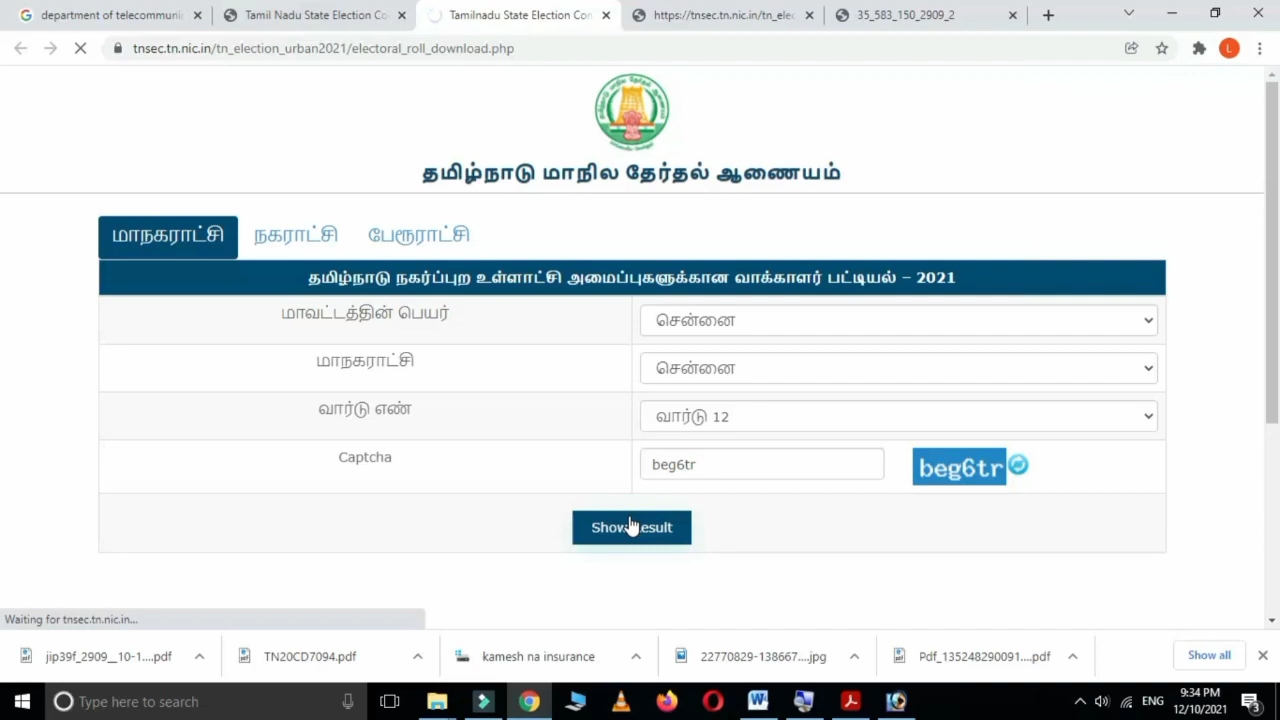 department of telecommuni
Tamil Nadu State Election Co
Tamilnadu State Election Con
https://tnsec.tn.nic.in/tn_elec
35_583_150_2909_2
tnsec.tn.nic.in/tn_election_urban2021/electoral_roll_download.php
L
தமிழ்நாடு மாநில தேர்தல் ஆணையம்
மாநகராட்சி நகராட்சி பேரூராட்சி
தமிழ்நாடு நகர்ப்புற உள்ளாட்சி அமைப்புகளுக்கான வாக்காளர் பட்டியல் – 2021
மாவட்டத்தின் பெயர் சென்னை
மாநகராட்சி சென்னை
வார்டு எண் வார்டு 12
Captcha beg6tr beg6tr
Show Result
Waiting for tnsec.tn.nic.in...
jip39f_2909__10-1....pdf
TN20CD7094.pdf
kamesh na insurance
22770829-138667....jpg
Pdf_135248290091....pdf
Show all
Type here to search
ENG
9:34 PM
12/10/2021
3